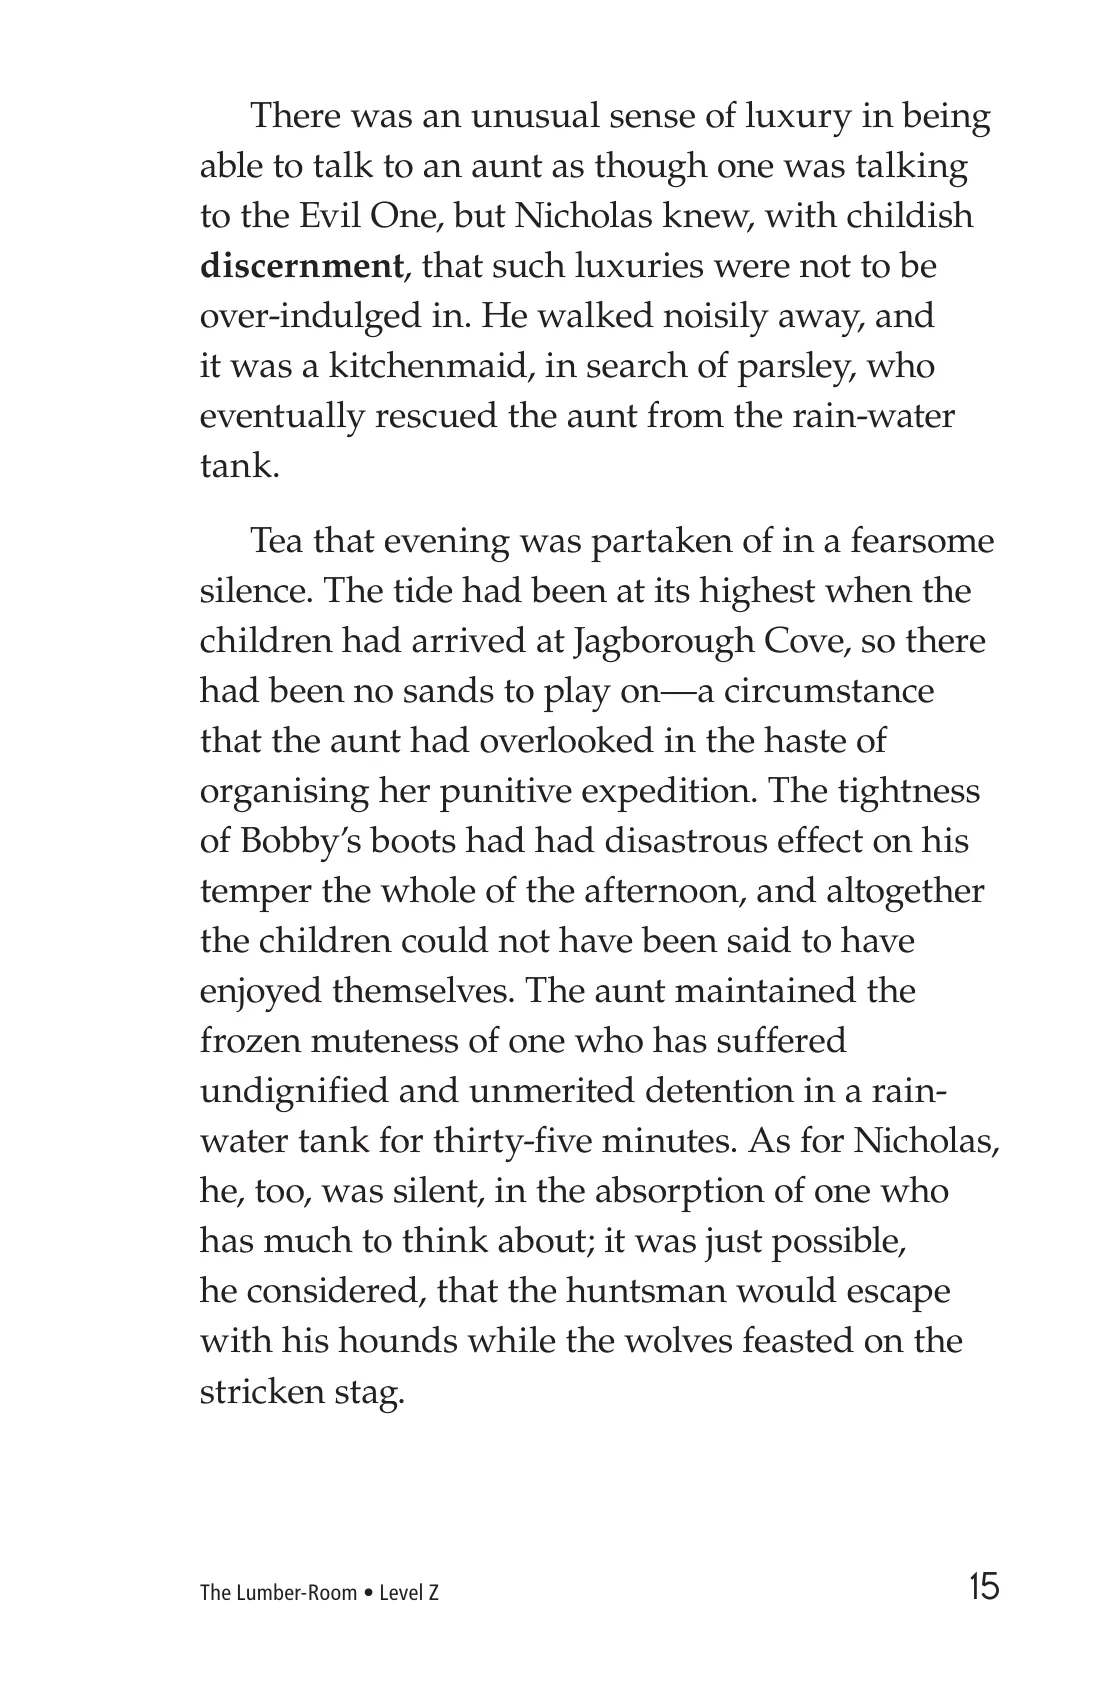 There was an unusual sense of luxury in being
able to talk to an aunt as though one was talking
to the Evil One, but Nicholas knew, with childish
discernment, that such luxuries were not to be
over-indulged in. He walked noisily away, and
it was a kitchenmaid, in search of parsley, who
eventually rescued the aunt from the rain-water
tank.
Tea that evening was partaken of in a fearsome
silence. The tide had been at its highest when the
children had arrived at Jagborough Cove, so there
had been no sands to play on—a circumstance
that the aunt had overlooked in the haste of
organising her punitive expedition. The tightness
of Bobby’s boots had had disastrous effect on his
temper the whole of the afternoon, and altogether
the children could not have been said to have
enjoyed themselves. The aunt maintained the
frozen muteness of one who has suffered
undignified and unmerited detention in a rain-
water tank for thirty-five minutes. As for Nicholas,
he, too, was silent, in the absorption of one who
has much to think about; it was just possible,
he considered, that the huntsman would escape
with his hounds while the wolves feasted on the
stricken stag.
The Lumber-Room • Level Z
15